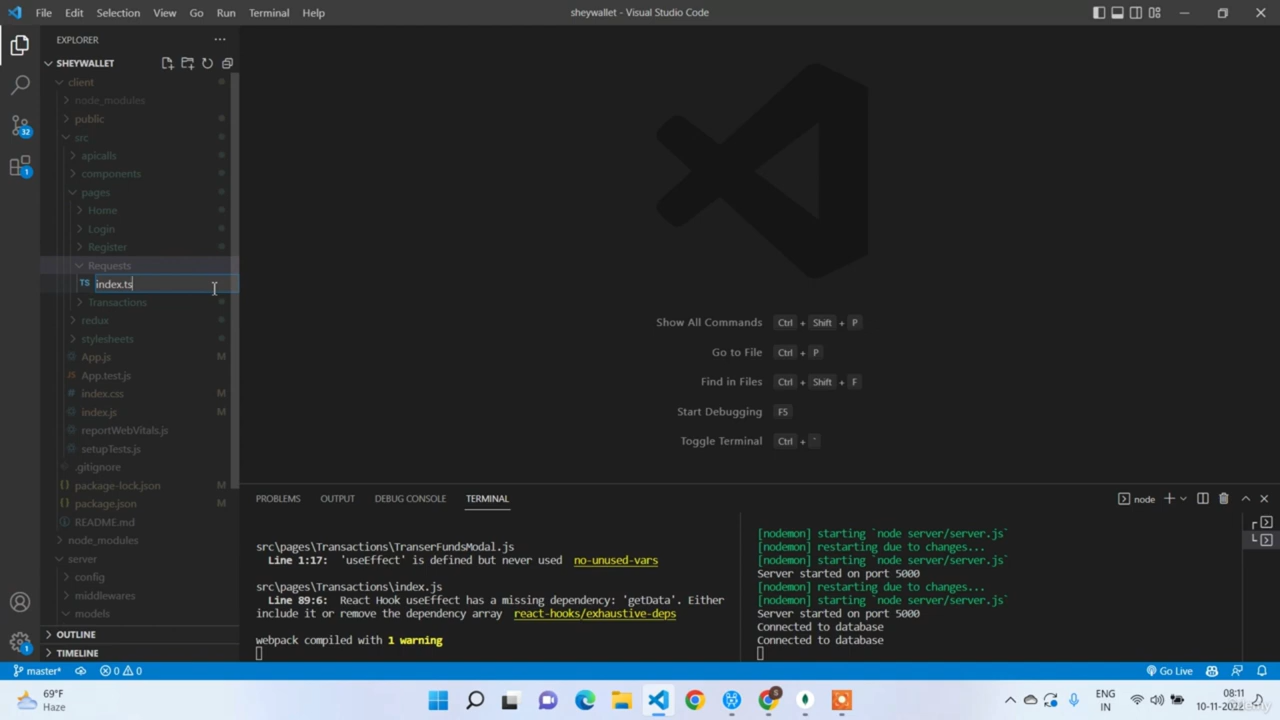 File Edit Selection View Go Run Terminal Help
sheywallet - Visual Studio Code
EXPLORER
SHEYWALLET
client
node_modules
public
src
apicalls
components
pages
Home
Login
Register
Requests
TS index.ts
Transactions
redux
stylesheets
App.js M
App.test.js
index.css M
index.js M
reportWebVitals.js
setupTests.js
.gitignore
package-lock.json M
package.json M
README.md
node_modules
server
config
middlewares
models
OUTLINE
TIMELINE
32
1
1
Show All Commands Ctrl + Shift + P
Go to File Ctrl + P
Find in Files Ctrl + Shift + F
Start Debugging F5
Toggle Terminal Ctrl + `
PROBLEMS OUTPUT DEBUG CONSOLE TERMINAL
node
src\pages\Transactions\TranserFundsModal.js
Line 1:17: 'useEffect' is defined but never used no-unused-vars
src\pages\Transactions\index.js
Line 89:6: React Hook useEffect has a missing dependency: 'getData'. Either
include it or remove the dependency array react-hooks/exhaustive-deps
webpack compiled with 1 warning
[nodemon] starting `node server/server.js`
[nodemon] restarting due to changes...
[nodemon] starting `node server/server.js`
Server started on port 5000
[nodemon] restarting due to changes...
[nodemon] starting `node server/server.js`
Server started on port 5000
Connected to database
Connected to database
master* 0 0
Go Live
69°F
Haze
ENG
IN
08:11
10-11-2022